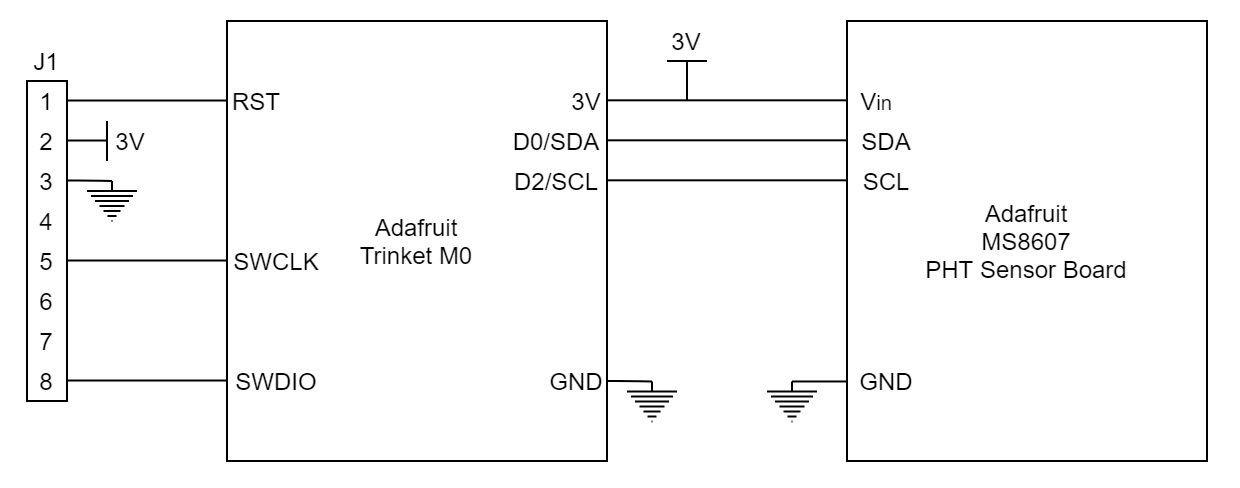 J1
1
2
3
4
5
6
7
8
3V
RST
SWCLK
SWDIO
Adafruit
Trinket M0
3V
D0/SDA
D2/SCL
GND
3V
Vin
SDA
SCL
GND
Adafruit
MS8607
PHT Sensor Board